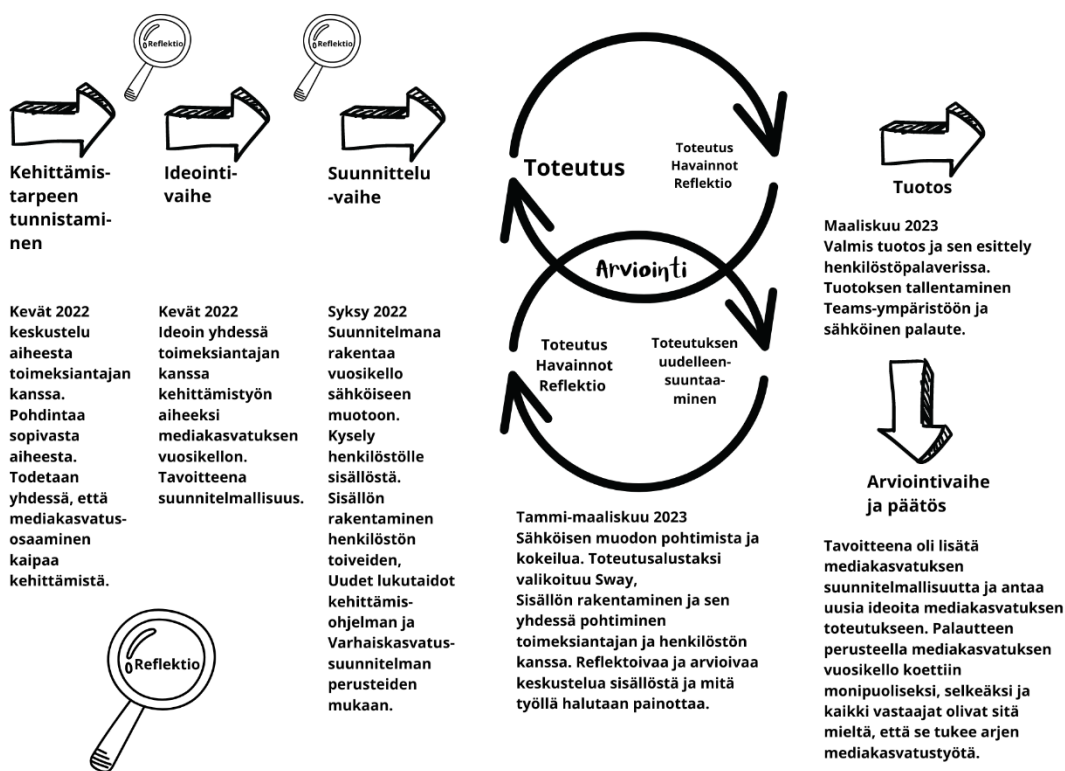 Reflektio
Reflektio
Kehittämis-
tarpeen
tunnistami-
nen
Kevät 2022
keskustelu
aiheesta
toimeksiantajan
kanssa.
Pohdintaa
sopivasta
aiheesta.
Todetaan
yhdessä, että
mediakasvatus-
osaaminen
kaipaa
kehittämistä.
Reflektio
Ideointi-
vaihe
Kevät 2022
Ideoin yhdessä
toimeksiantajan
kanssa
kehittämistyön
aiheeksi
mediakasvatuksen
vuosikellon.
Tavoitteena
suunnitelmallisuus.
Suunnittelu
-vaihe
Syksy 2022
Suunnitelmana
rakentaa
vuosikello
sähköiseen
muotoon.
Kysely
henkilöstölle
sisällöstä.
Sisällön
rakentaminen
henkilöstön
toiveiden,
Uudet lukutaidot
kehittämis-
ohjelman ja
Varhaiskasvatus-
suunnitelman
perusteiden
mukaan.
Toteutus
Toteutus
Havainnot
Reflektio
Arviointi
Toteutus
Havainnot
Reflektio
Toteutuksen
uudelleen-
suuntaa-
minen
Tammi-maaliskuu 2023
Sähköisen muodon pohtimista ja
kokeilua. Toteutusalustaksi
valikoituu Sway,
Sisällön rakentaminen ja sen
yhdessä pohtiminen
toimeksiantajan ja henkilöstön
kanssa. Reflektoivaa ja arvioivaa
keskustelua sisällöstä ja mitä
työllä halutaan painottaa.
Tuotos
Maaliskuu 2023
Valmis tuotos ja sen esittely
henkilöstöpalaverissa.
Tuotoksen tallentaminen
Teams-ympäristöön ja
sähköinen palaute.
Arviointivaihe
ja päätös
Tavoitteena oli lisätä
mediakasvatuksen
suunnitelmallisuutta ja antaa
uusia ideoita mediakasvatuksen
toteutukseen. Palautteen
perusteella mediakasvatuksen
vuosikello koettiin
monipuoliseksi, selkeäksi ja
kaikki vastaajat olivat sitä
mieltä, että se tukee arjen
mediakasvatustyötä.